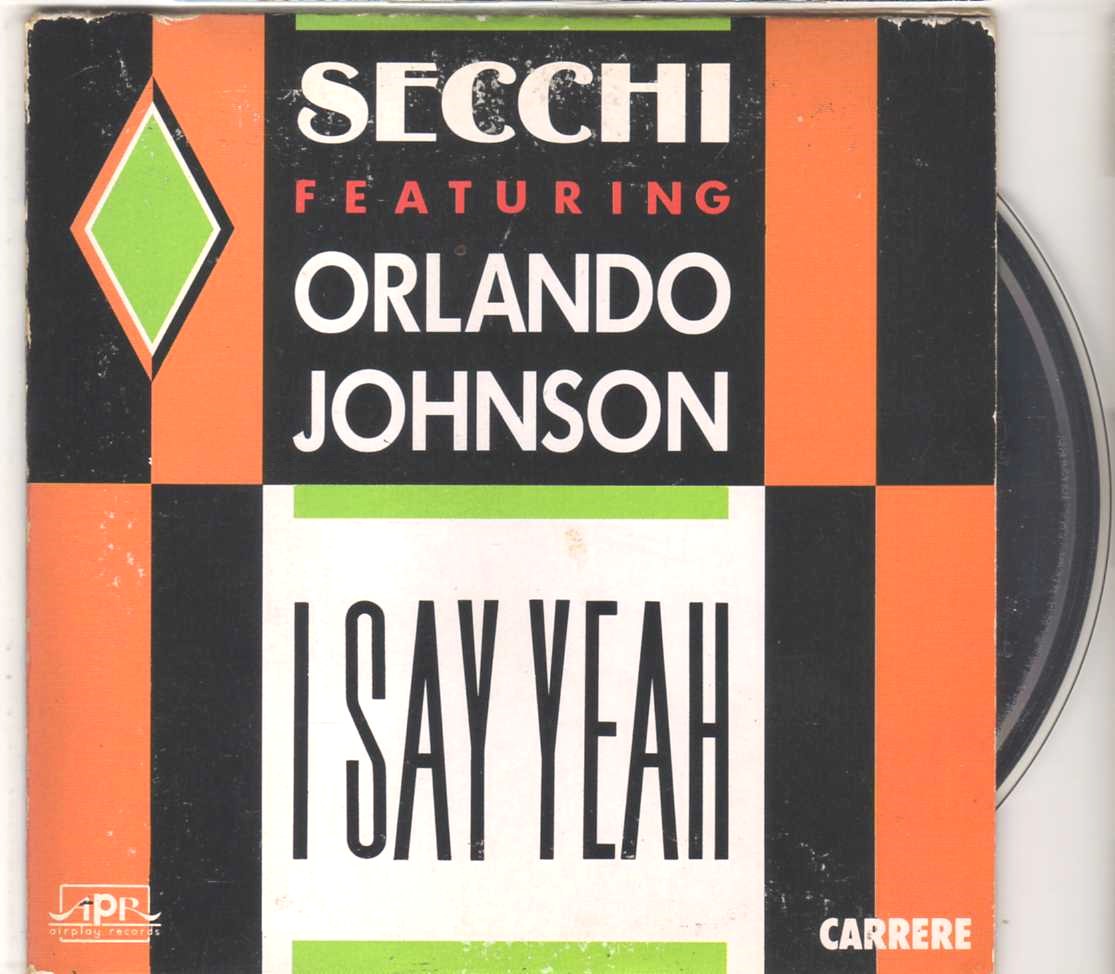 SECCHI
FEATURING
ORLANDO
JOHNSON
I SAY YEAH
APR
airplay records
CARRERE